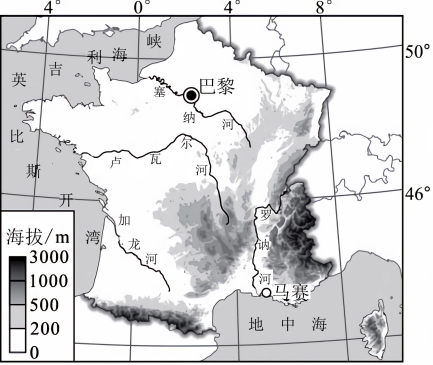 4° 0° 4° 8°
50°
46°
英吉利海峡
比斯开湾
塞纳河
巴黎
卢瓦尔河
加龙河
罗讷河
马赛
地中海
海拔/m
3000
1000
500
200
0